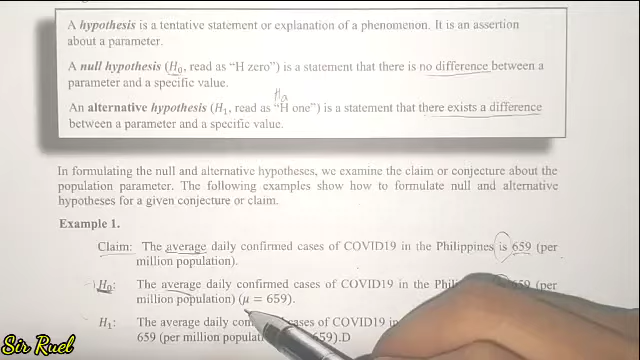 A hypothesis is a tentative statement or explanation of a phenomenon. It is an assertion
about a parameter.
A null hypothesis (H0, read as “H zero”) is a statement that there is no difference between a
parameter and a specific value.
Ha
An alternative hypothesis (H1, read as “H one”) is a statement that there exists a difference
between a parameter and a specific value.
In formulating the null and alternative hypotheses, we examine the claim or conjecture about the
population parameter. The following examples show how to formulate null and alternative
hypotheses for a given conjecture or claim.
Example 1.
Claim: The average daily confirmed cases of COVID19 in the Philippines is 659 (per
million population).
H0: The average daily confirmed cases of COVID19 in the 659 (per
million population) (μ = 659).
H1: The average daily cases of COVID19 in
659 (per million 659).D
Sir Ruel